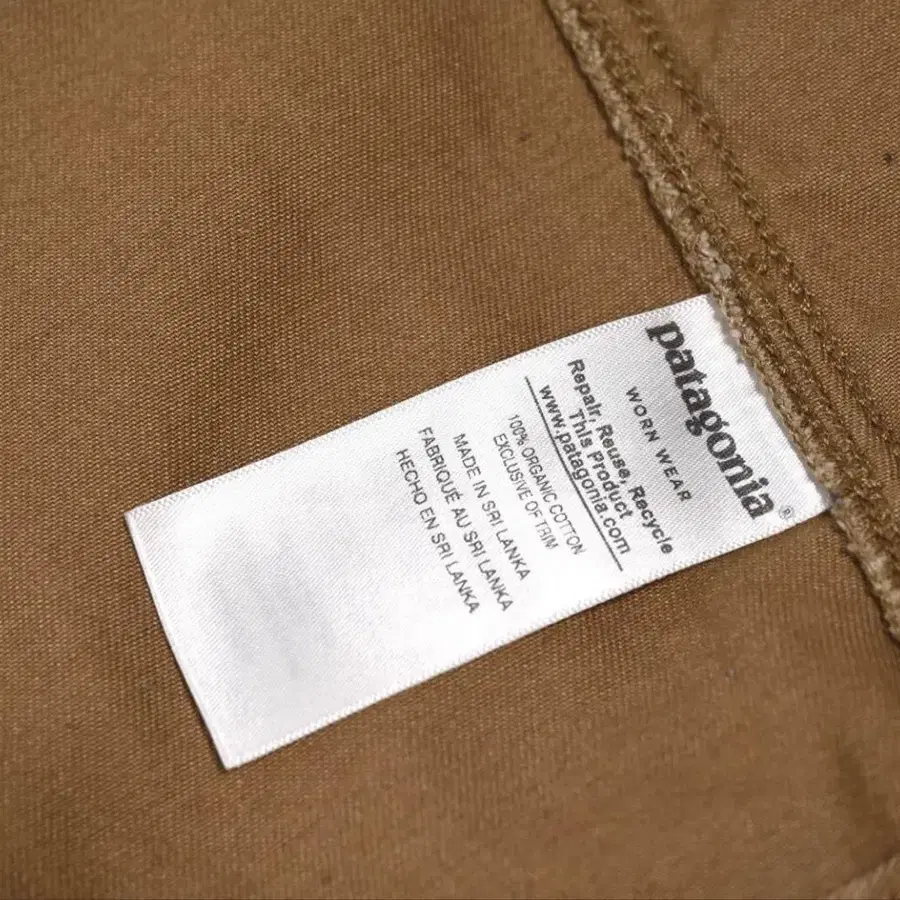 patagonia®
WORN WEAR
Repair, Reuse, Recycle
This Product
www.patagonia.com
100% ORGANIC COTTON
EXCLUSIVE OF TRIM
MADE IN SRI LANKA
FABRIQUÉ AU SRI LANKA
HECHO EN SRI LANKA